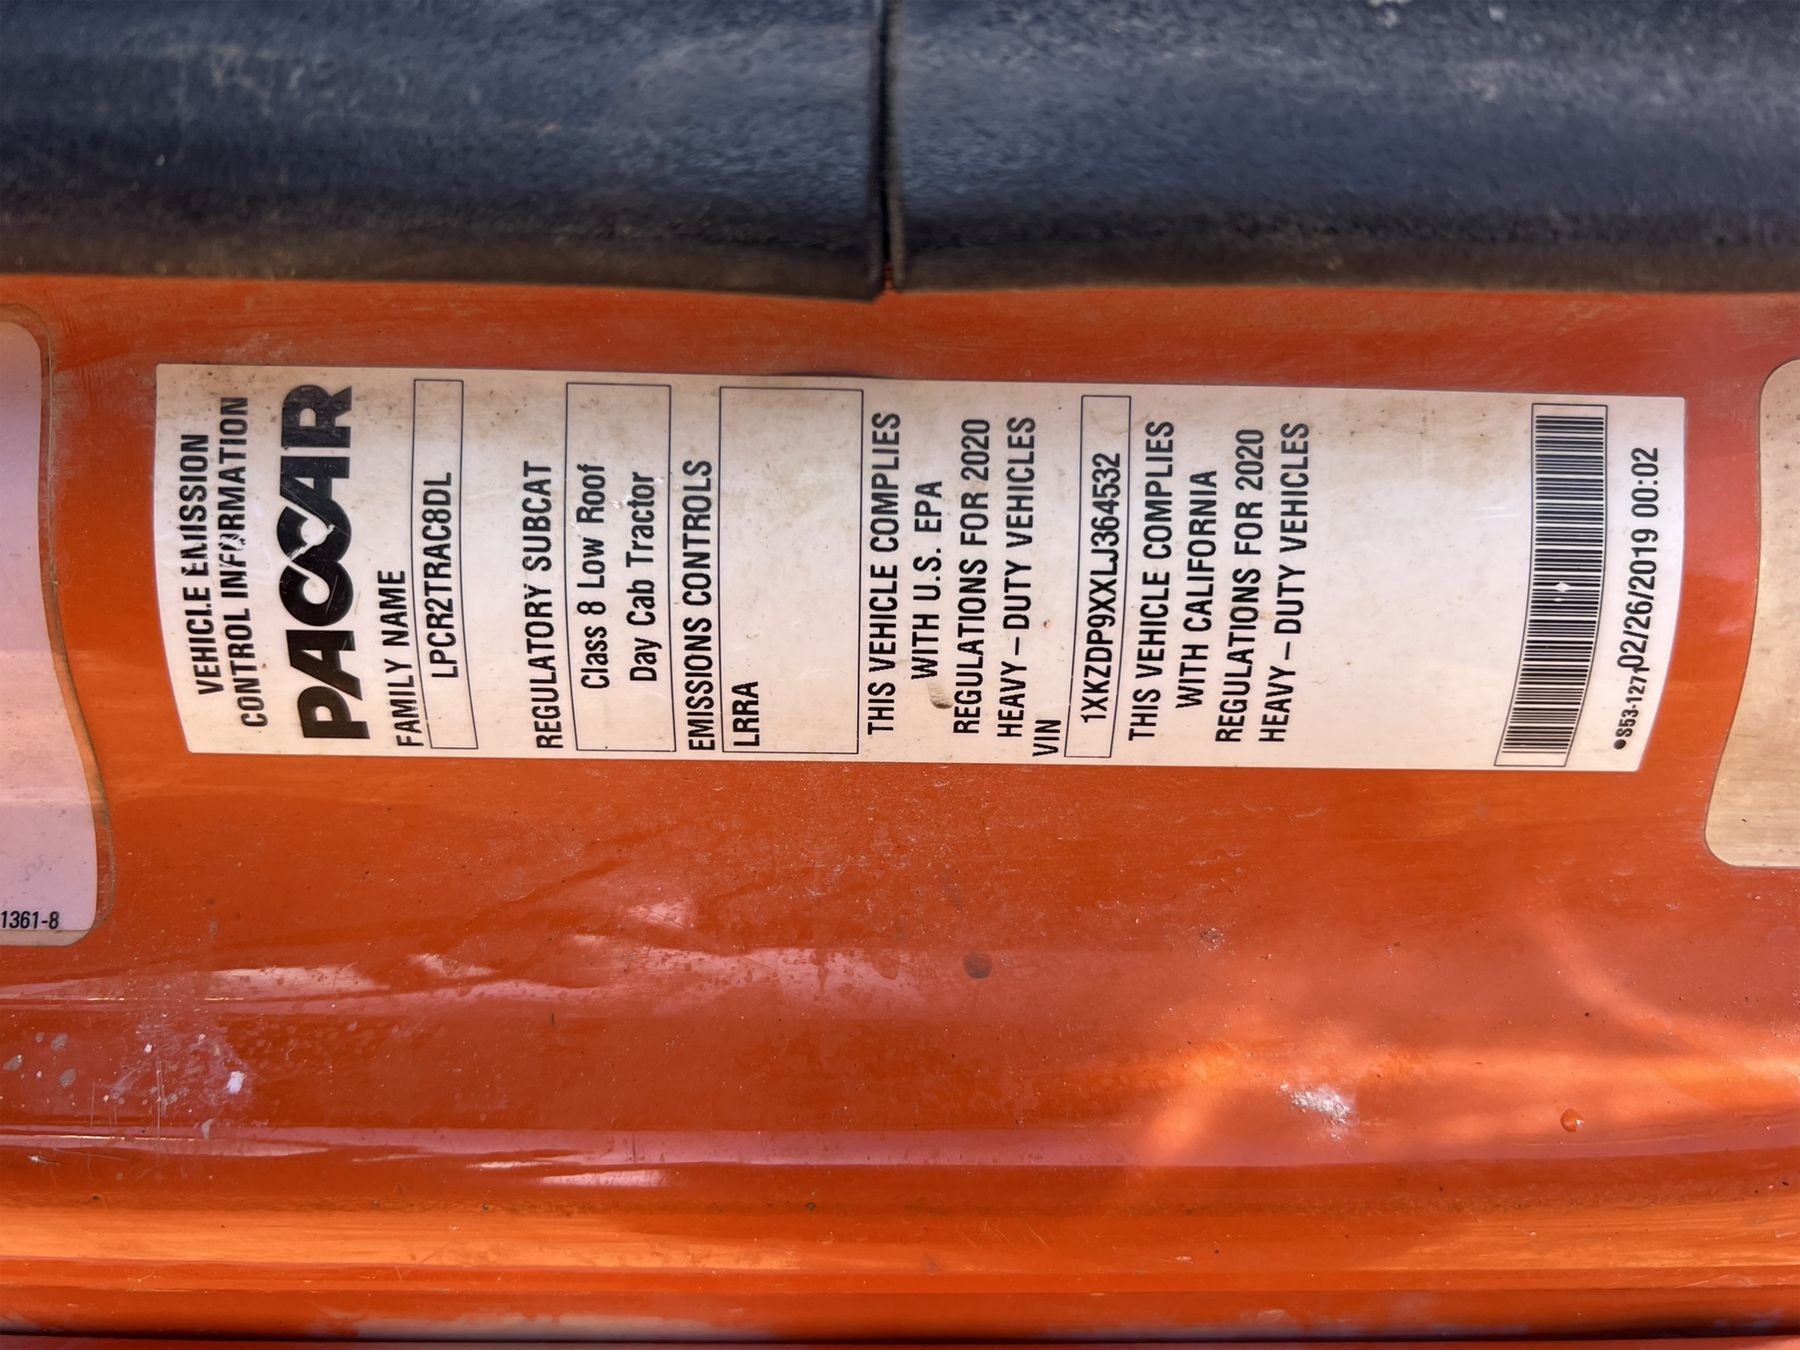 VEHICLE EMISSION
CONTROL INFORMATION
PACCAR
FAMILY NAME
LPCR2TRAC8DL
REGULATORY SUBCAT
Class 8 Low Roof
Day Cab Tractor
EMISSIONS CONTROLS
LRRA
THIS VEHICLE COMPLIES
WITH U.S. EPA
REGULATIONS FOR 2020
HEAVY – DUTY VEHICLES
VIN
1XKZDP9XXLJ364532
THIS VEHICLE COMPLIES
WITH CALIFORNIA
REGULATIONS FOR 2020
HEAVY – DUTY VEHICLES
•S53-1277 02/26/2019 00:02
1361-8